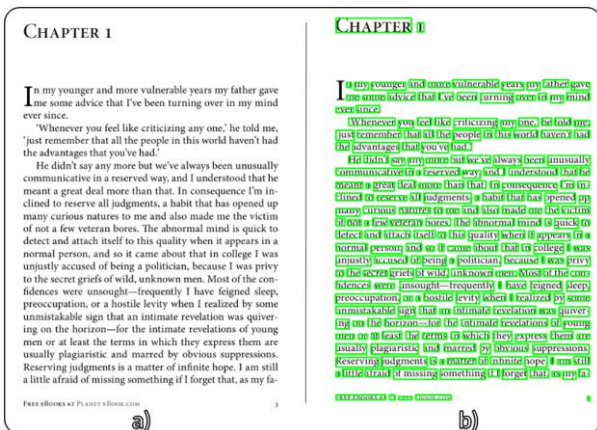 CHAPTER 1
In my younger and more vulnerable years my father gave
me some advice that I've been turning over in my mind
ever since.
'Whenever you feel like criticizing any one,' he told me,
'just remember that all the people in this world haven't had
the advantages that you've had.'
He didn't say any more but we've always been unusually
communicative in a reserved way, and I understood that he
meant a great deal more than that. In consequence I'm in-
clined to reserve all judgments, a habit that has opened up
many curious natures to me and also made me the victim
of not a few veteran bores. The abnormal mind is quick to
detect and attach itself to this quality when it appears in a
normal person, and so it came about that in college I was
unjustly accused of being a politician, because I was privy
to the secret griefs of wild, unknown men. Most of the con-
fidences were unsought—frequently I have feigned sleep,
preoccupation, or a hostile levity when I realized by some
unmistakable sign that an intimate revelation was quiver-
ing on the horizon—for the intimate revelations of young
men or at least the terms in which they express them are
usually plagiaristic and marred by obvious suppressions.
Reserving judgments is a matter of infinite hope. I am still
a little afraid of missing something if I forget that, as my fa-
FREE EBOOKS AT PLANET EBOOK.COM 3
a)
CHAPTER 1
In my younger and more vulnerable years my father gave
me some advice that I've been turning over in my mind
ever since.
'Whenever you feel like criticizing any one,' he told me,
'just remember that all the people in this world haven't had
the advantages that you've had.'
He didn't say any more but we've always been unusually
communicative in a reserved way, and I understood that he
meant a great deal more than that. In consequence I'm in-
clined to reserve all judgments, a habit that has opened up
many curious natures to me and also made me the victim
of not a few veteran bores. The abnormal mind is quick to
detect and attach itself to this quality when it appears in a
normal person, and so it came about that in college I was
unjustly accused of being a politician, because I was privy
to the secret griefs of wild, unknown men. Most of the con-
fidences were unsought—frequently I have feigned sleep,
preoccupation, or a hostile levity when I realized by some
unmistakable sign that an intimate revelation was quiver-
ing on the horizon—for the intimate revelations of young
men or at least the terms in which they express them are
usually plagiaristic and marred by obvious suppressions.
Reserving judgments is a matter of infinite hope. I am still
a little afraid of missing something if I forget that, as my fa-
b)